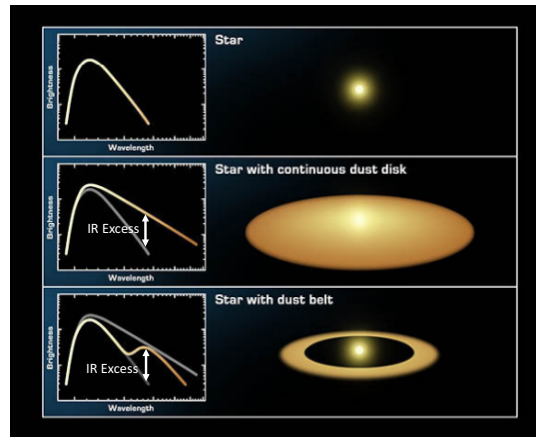 Star
Brightness
Wavelength
Star with continuous dust disk
Brightness
IR Excess
Wavelength
Star with dust belt
Brightness
IR Excess
Wavelength